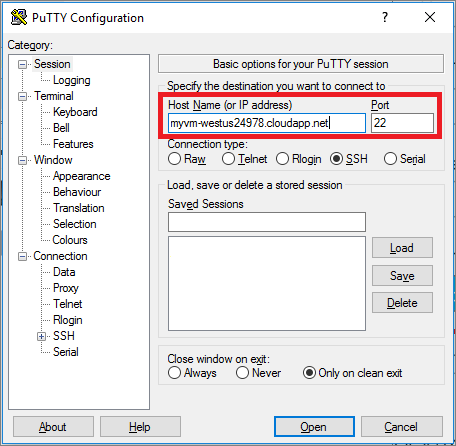 PuTTY Configuration
Category:
Session
Logging
Terminal
Keyboard
Bell
Features
Window
Appearance
Behaviour
Translation
Selection
Colours
Connection
Data
Proxy
Telnet
Rlogin
SSH
Serial
Basic options for your PuTTY session
Specify the destination you want to connect to
Host Name (or IP address) Port
myvm-westus24978.cloudapp.net 22
Connection type:
Raw Telnet Rlogin SSH Serial
Load, save or delete a stored session
Saved Sessions
Load
Save
Delete
Close window on exit:
Always Never Only on clean exit
About Help Open Cancel